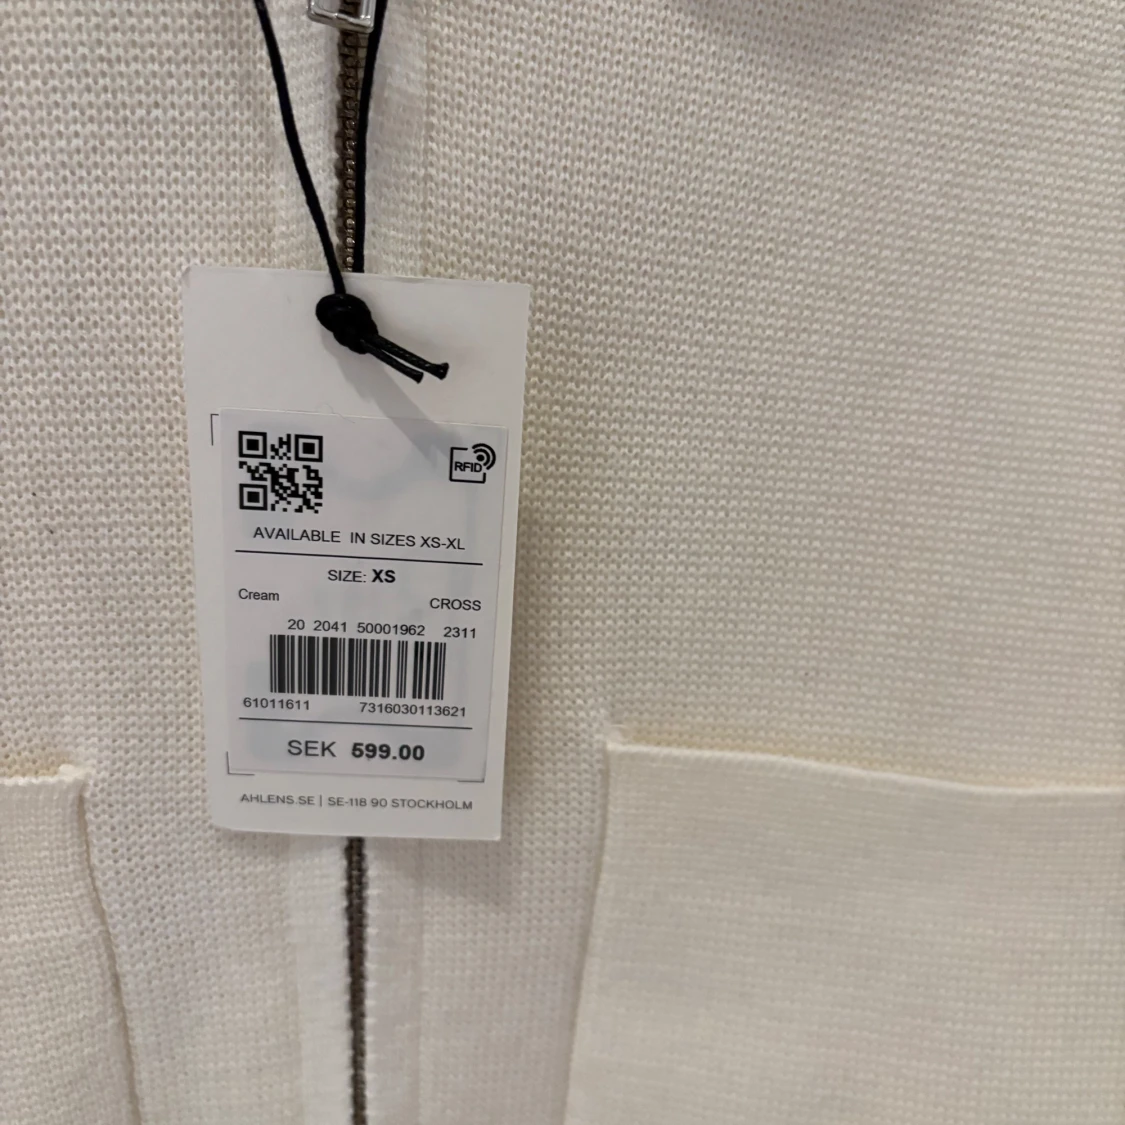 RFID
AVAILABLE IN SIZES XS-XL
SIZE: XS
Cream CROSS
20 2041 50001962 2311
61011611 7316030113621
SEK 599.00
AHLENS.SE | SE-118 90 STOCKHOLM